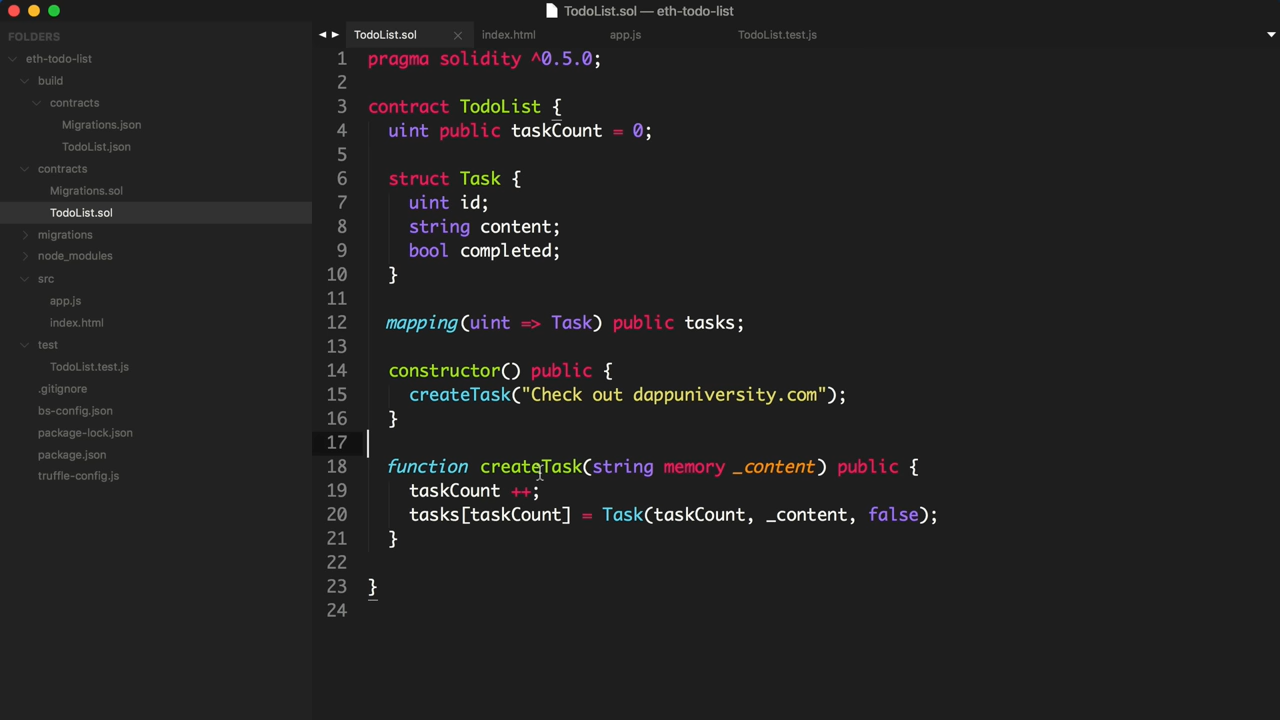 TodoList.sol — eth-todo-list
FOLDERS
eth-todo-list
build
contracts
Migrations.json
TodoList.json
contracts
Migrations.sol
TodoList.sol
migrations
node_modules
src
app.js
index.html
test
TodoList.test.js
.gitignore
bs-config.json
package-lock.json
package.json
truffle-config.js
TodoList.sol index.html app.js TodoList.test.js
1 pragma solidity ^0.5.0;
2
3 contract TodoList {
4 uint public taskCount = 0;
5
6 struct Task {
7 uint id;
8 string content;
9 bool completed;
10 }
11
12 mapping(uint => Task) public tasks;
13
14 constructor() public {
15 createTask("Check out dappuniversity.com");
16 }
17
18 function createTask(string memory _content) public {
19 taskCount ++;
20 tasks[taskCount] = Task(taskCount, _content, false);
21 }
22
23 }
24